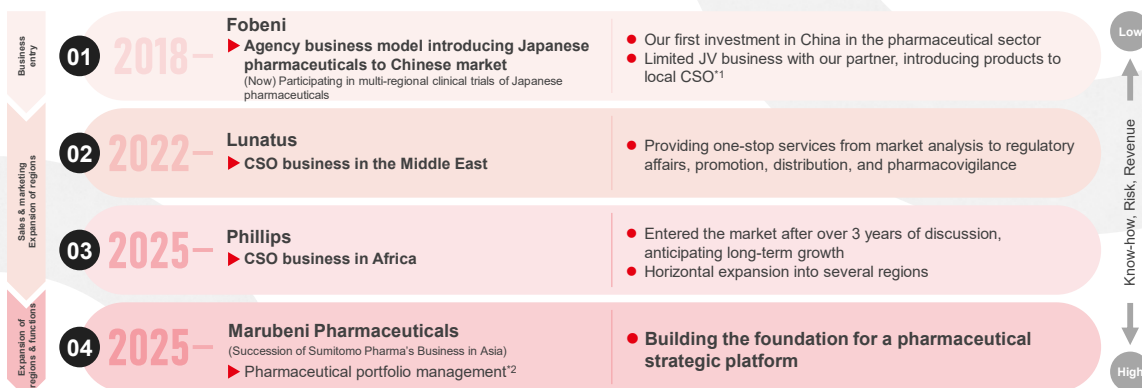 Business
entry
01
2018
Fobeni
Agency business model introducing Japanese
pharmaceuticals to Chinese market
(Now) Participating in multi-regional clinical trials of Japanese
pharmaceuticals
Our first investment in China in the pharmaceutical sector
Limited JV business with our partner, introducing products to
local CSO*1
Sales & marketing
Expansion of regions
02
2022
Lunatus
CSO business in the Middle East
Providing one-stop services from market analysis to regulatory
affairs, promotion, distribution, and pharmacovigilance
03
2025
Phillips
CSO business in Africa
Entered the market after over 3 years of discussion,
anticipating long-term growth
Horizontal expansion into several regions
Expansion of
regions & functions
04
2025
Marubeni Pharmaceuticals
(Succession of Sumitomo Pharma's Business in Asia)
Pharmaceutical portfolio management*2
Building the foundation for a pharmaceutical
strategic platform
Low
Know-how, Risk, Revenue
High